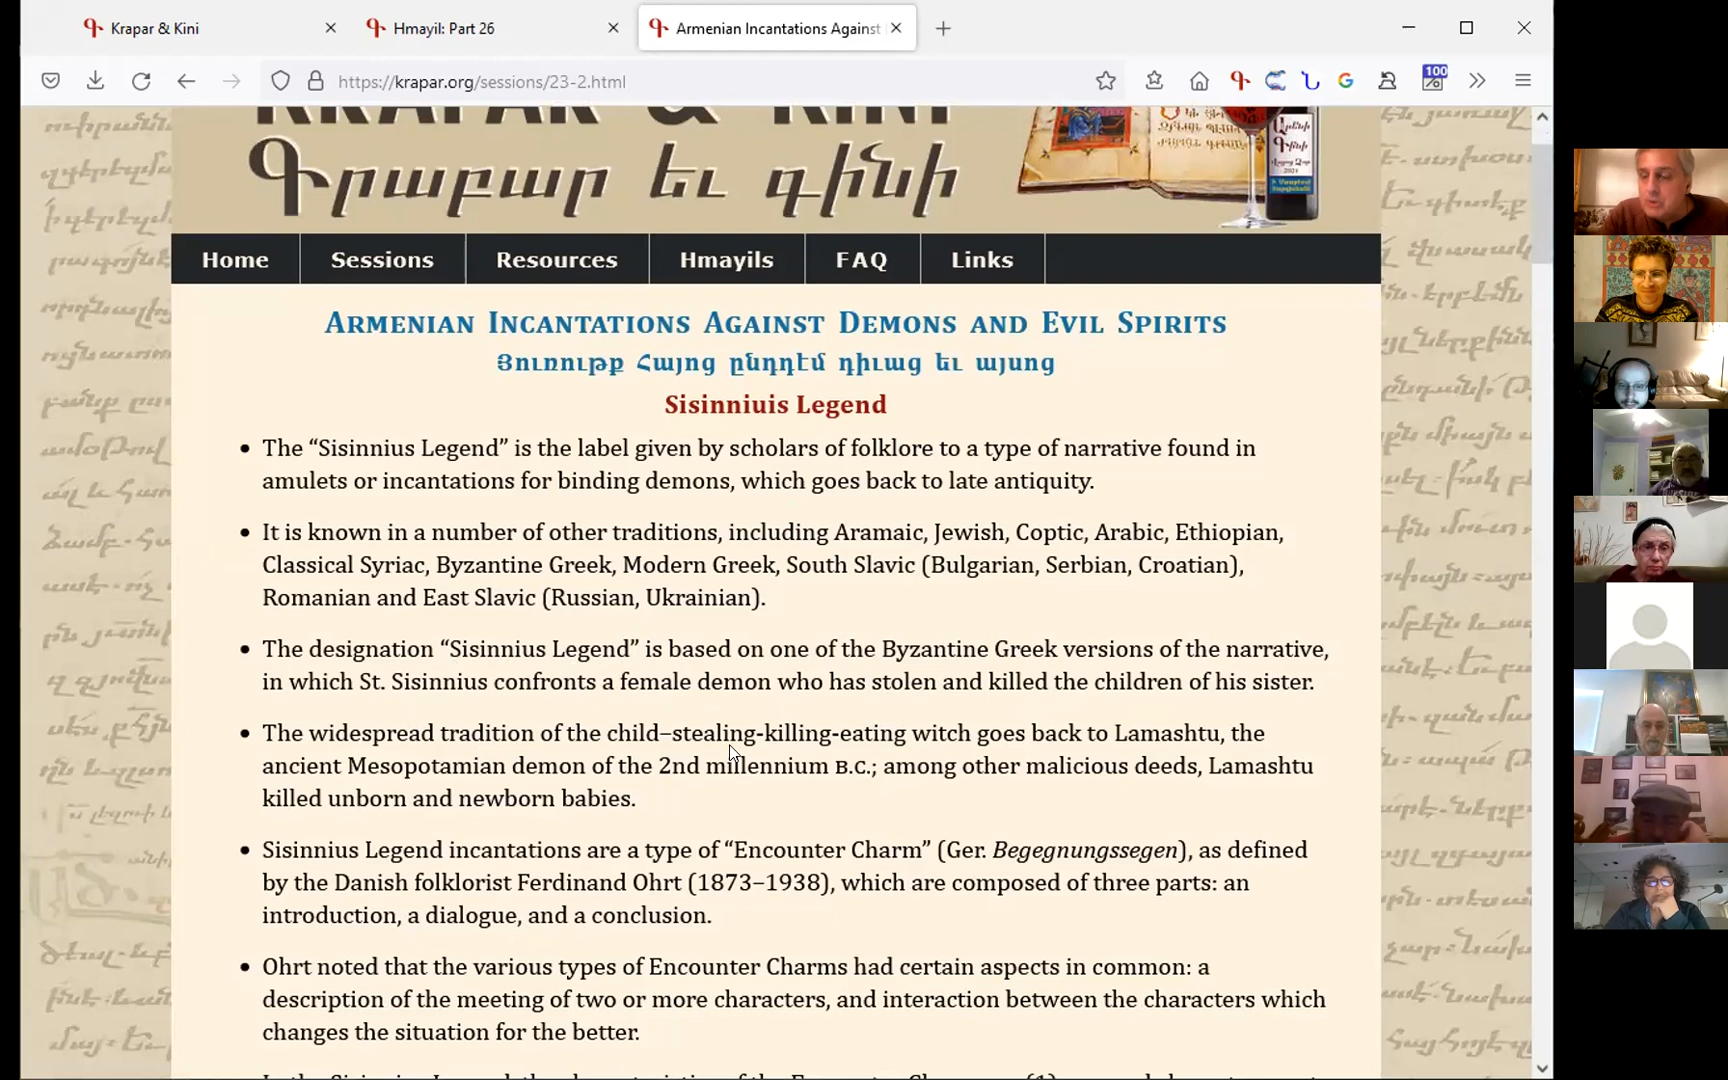 Krapar & Kini
Hmayil: Part 26
Armenian Incantations Against
https://krapar.org/sessions/23-2.html
100
KRAPAR & KINI
Գրաբար եւ գինի
Home Sessions Resources Hmayils FAQ Links
Armenian Incantations Against Demons and Evil Spirits
Յուռութք Հայոց ընդդէմ դիւաց եւ այսոց
Sisinniuis Legend
• The “Sisinnius Legend” is the label given by scholars of folklore to a type of narrative found in
amulets or incantations for binding demons, which goes back to late antiquity.
• It is known in a number of other traditions, including Aramaic, Jewish, Coptic, Arabic, Ethiopian,
Classical Syriac, Byzantine Greek, Modern Greek, South Slavic (Bulgarian, Serbian, Croatian),
Romanian and East Slavic (Russian, Ukrainian).
• The designation “Sisinnius Legend” is based on one of the Byzantine Greek versions of the narrative,
in which St. Sisinnius confronts a female demon who has stolen and killed the children of his sister.
• The widespread tradition of the child–stealing-killing-eating witch goes back to Lamashtu, the
ancient Mesopotamian demon of the 2nd millennium B.C.; among other malicious deeds, Lamashtu
killed unborn and newborn babies.
• Sisinnius Legend incantations are a type of “Encounter Charm” (Ger. Begegnungssegen), as defined
by the Danish folklorist Ferdinand Ohrt (1873–1938), which are composed of three parts: an
introduction, a dialogue, and a conclusion.
• Ohrt noted that the various types of Encounter Charms had certain aspects in common: a
description of the meeting of two or more characters, and interaction between the characters which
changes the situation for the better.